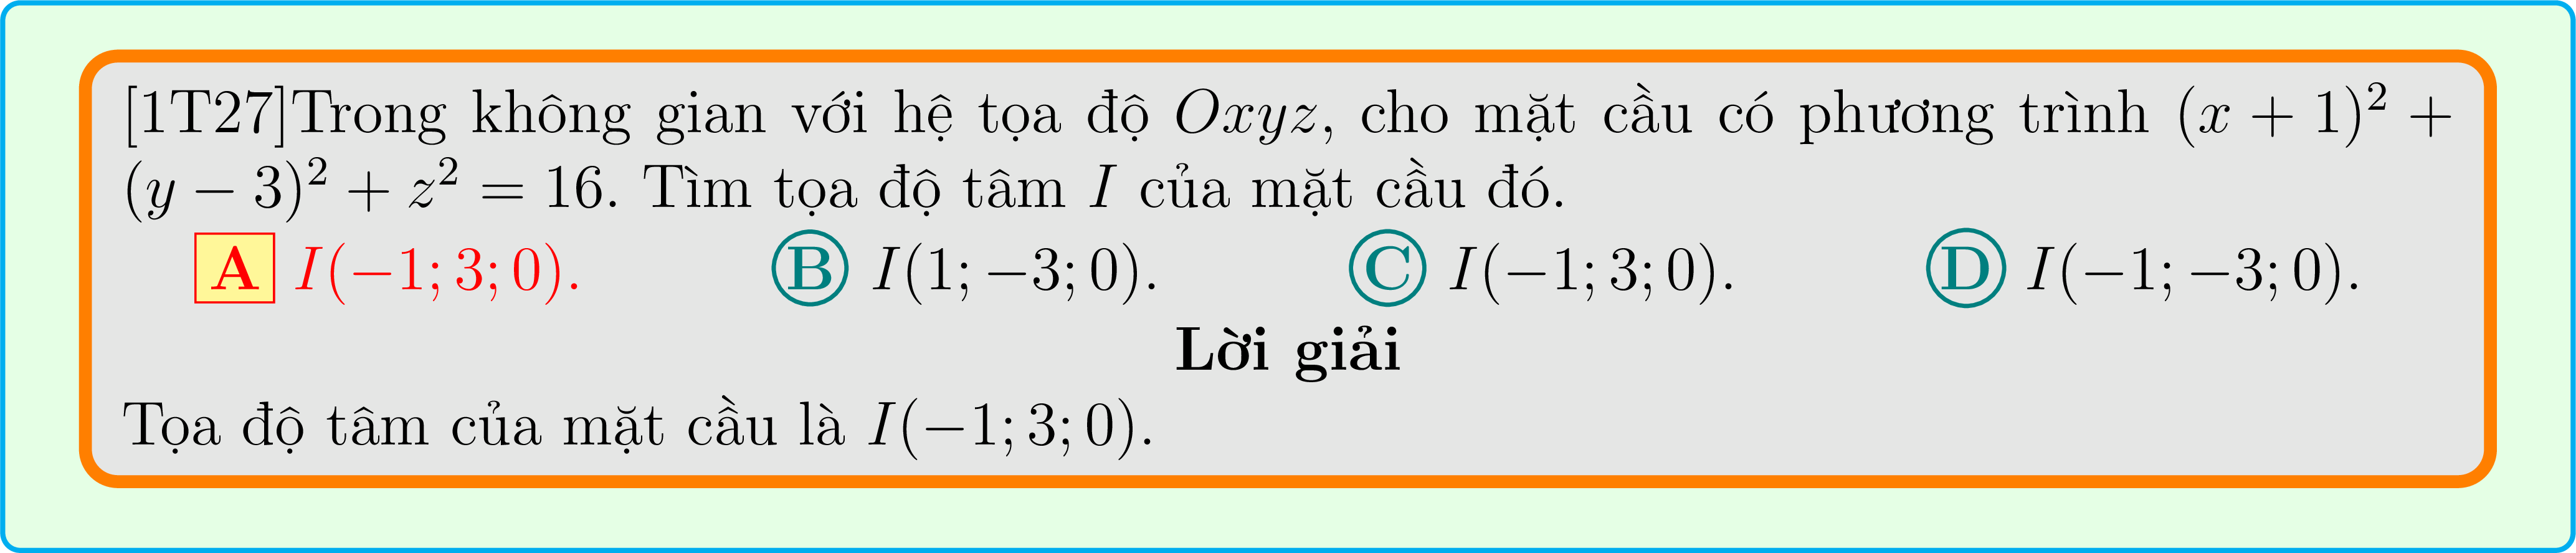 [1T27]Trong không gian với hệ tọa độ Oxyz, cho mặt cầu có phương trình (x + 1)² +
(y − 3)² + z² = 16. Tìm tọa độ tâm I của mặt cầu đó.
A I(−1; 3; 0). B I(1; −3; 0). C I(−1; 3; 0). D I(−1; −3; 0).
Lời giải
Tọa độ tâm của mặt cầu là I(−1; 3; 0).